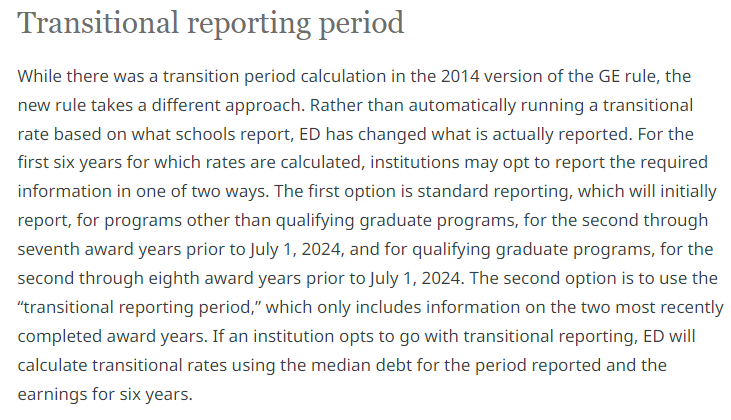 Transitional reporting period
While there was a transition period calculation in the 2014 version of the GE rule, the
new rule takes a different approach. Rather than automatically running a transitional
rate based on what schools report, ED has changed what is actually reported. For the
first six years for which rates are calculated, institutions may opt to report the required
information in one of two ways. The first option is standard reporting, which will initially
report, for programs other than qualifying graduate programs, for the second through
seventh award years prior to July 1, 2024, and for qualifying graduate programs, for the
second through eighth award years prior to July 1, 2024. The second option is to use the
“transitional reporting period,” which only includes information on the two most recently
completed award years. If an institution opts to go with transitional reporting, ED will
calculate transitional rates using the median debt for the period reported and the
earnings for six years.